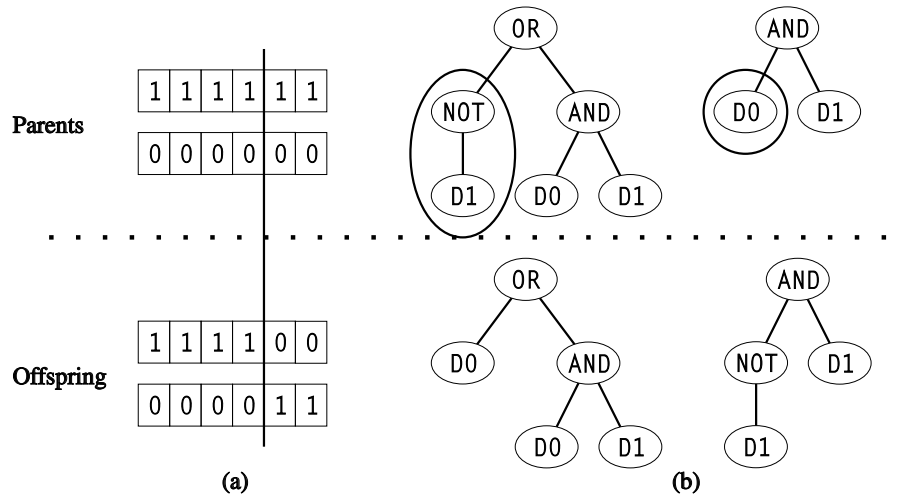 OR AND
1 1 1 1 1 1 NOT AND D0 D1
Parents
0 0 0 0 0 0
D1 D0 D1
OR AND
1 1 1 1 0 0 D0 AND NOT D1
Offspring
0 0 0 0 1 1
D0 D1 D1
(a) (b)